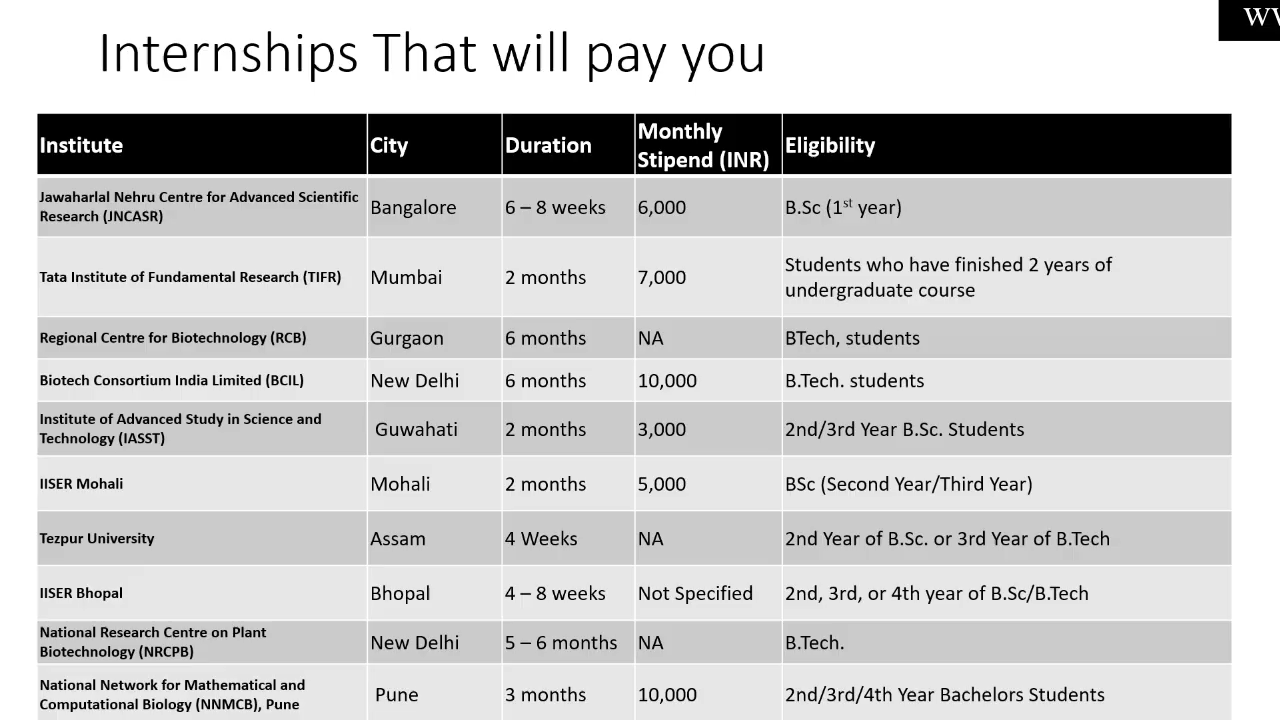 Internships That will pay you
Institute City Duration Monthly Stipend (INR) Eligibility
Jawaharlal Nehru Centre for Advanced Scientific
Research (JNCASR) Bangalore 6 – 8 weeks 6,000 B.Sc (1st year)
Tata Institute of Fundamental Research (TIFR) Mumbai 2 months 7,000 Students who have finished 2 years of
undergraduate course
Regional Centre for Biotechnology (RCB) Gurgaon 6 months NA BTech, students
Biotech Consortium India Limited (BCIL) New Delhi 6 months 10,000 B.Tech. students
Institute of Advanced Study in Science and
Technology (IASST) Guwahati 2 months 3,000 2nd/3rd Year B.Sc. Students
IISER Mohali Mohali 2 months 5,000 BSc (Second Year/Third Year)
Tezpur University Assam 4 Weeks NA 2nd Year of B.Sc. or 3rd Year of B.Tech
IISER Bhopal Bhopal 4 – 8 weeks Not Specified 2nd, 3rd, or 4th year of B.Sc/B.Tech
National Research Centre on Plant
Biotechnology (NRCPB) New Delhi 5 – 6 months NA B.Tech.
National Network for Mathematical and
Computational Biology (NNMCB), Pune Pune 3 months 10,000 2nd/3rd/4th Year Bachelors Students